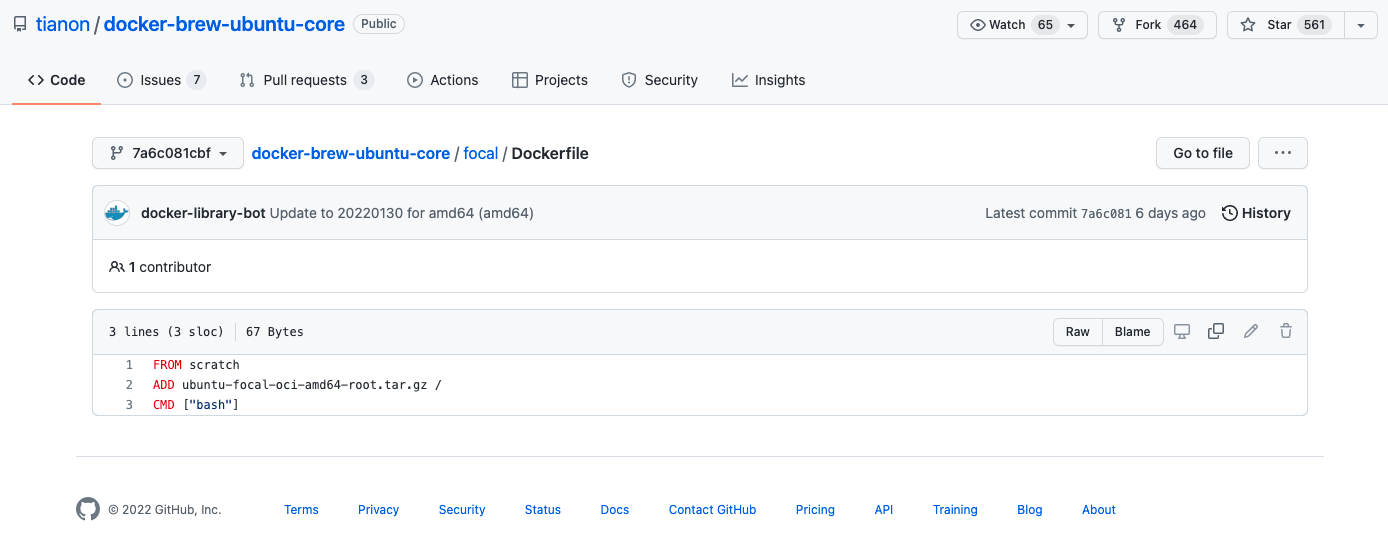 tianon / docker-brew-ubuntu-core Public Watch 65 Fork 464 Star 561
Code Issues 7 Pull requests 3 Actions Projects Security Insights
7a6c081cbf docker-brew-ubuntu-core / focal / Dockerfile Go to file ...
docker-library-bot Update to 20220130 for amd64 (amd64) Latest commit 7a6c081 6 days ago History
1 contributor
3 lines (3 sloc) 67 Bytes Raw Blame
1 FROM scratch
2 ADD ubuntu-focal-oci-amd64-root.tar.gz /
3 CMD ["bash"]
© 2022 GitHub, Inc. Terms Privacy Security Status Docs Contact GitHub Pricing API Training Blog About